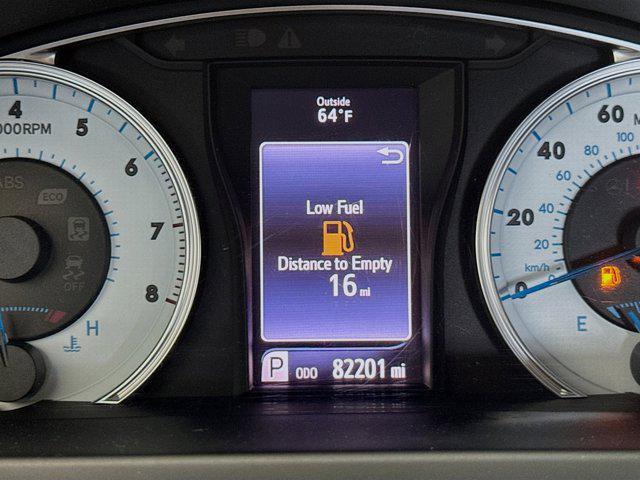 Outside
64°F
Low Fuel
Distance to Empty
16 mi
P ODO 82201 mi
4
5
6
7
8
000RPM
ABS
ECO
OFF
H
60
40
20
0
100
80
60
40
20
km/h
M
E